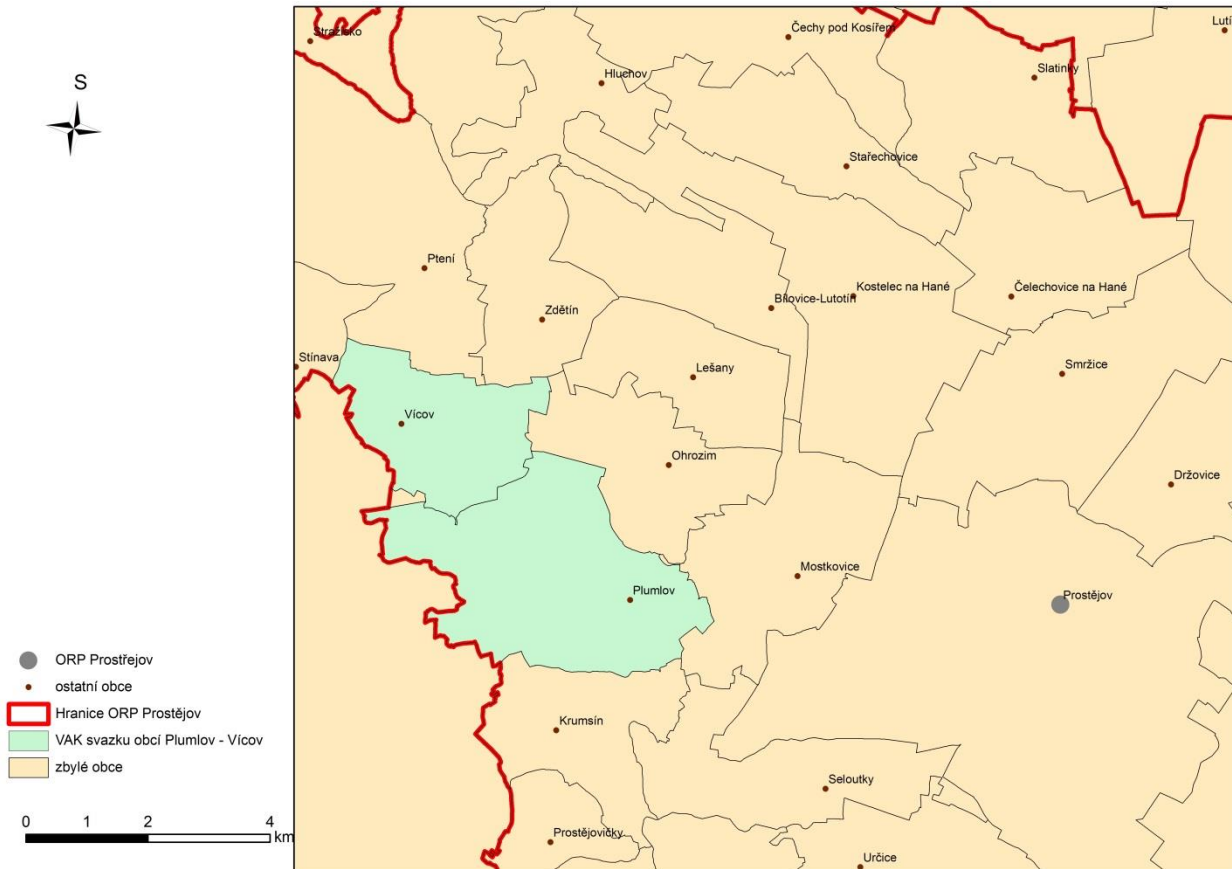 S
Stražisko
Čechy pod Kosířem
Lutí
Hluchov
Slatinky
Stařechovice
Ptení
Zdětín
Bílovice-Lutotín
Kostelec na Hané
Čelechovice na Hané
Stínava
Lešany
Smržice
Vícov
Ohrozim
Držovice
Mostkovice
Plumlov
Prostějov
Krumsín
Seloutky
Prostějovičky
Určice
ORP Prostřejov
ostatní obce
Hranice ORP Prostějov
VAK svazku obcí Plumlov - Vícov
zbylé obce
0 1 2 4
km